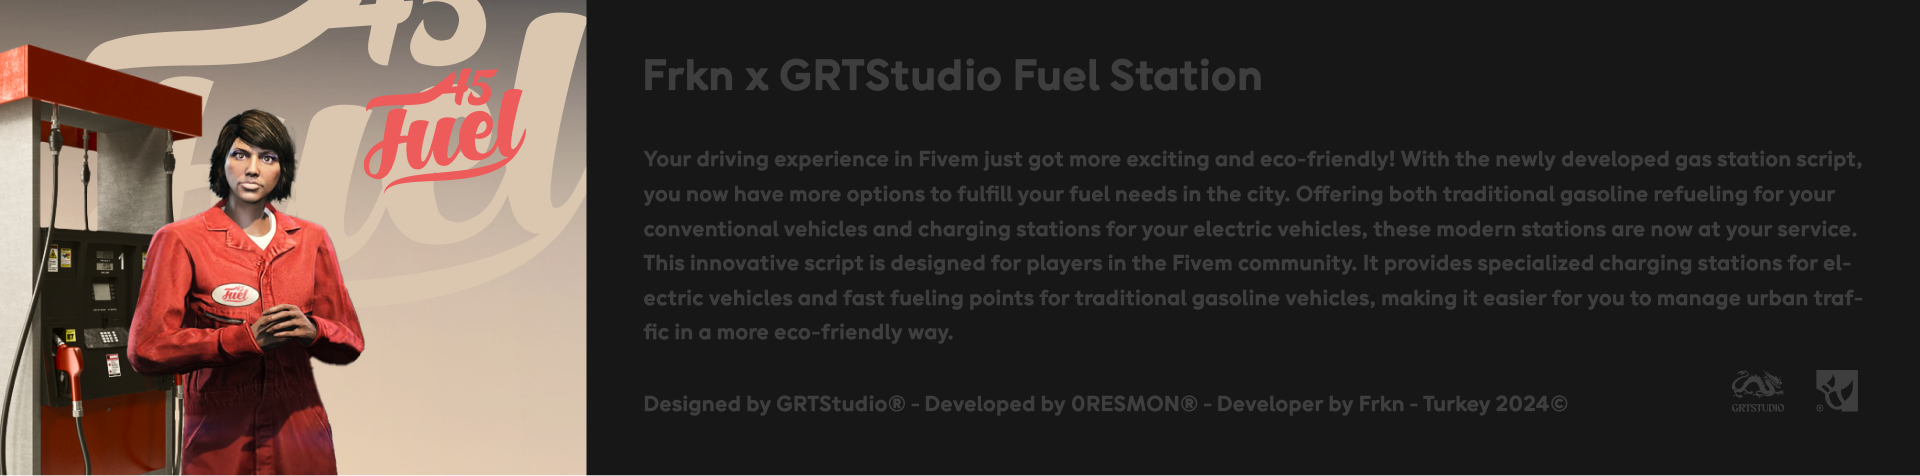 45
Fuel
45
Fuel
Fuel
1
Frkn x GRTStudio Fuel Station
Your driving experience in Fivem just got more exciting and eco-friendly! With the newly developed gas station script,
you now have more options to fulfill your fuel needs in the city. Offering both traditional gasoline refueling for your
conventional vehicles and charging stations for your electric vehicles, these modern stations are now at your service.
This innovative script is designed for players in the Fivem community. It provides specialized charging stations for el-
ectric vehicles and fast fueling points for traditional gasoline vehicles, making it easier for you to manage urban traf-
fic in a more eco-friendly way.
Designed by GRTStudio® - Developed by 0RESMON® - Developer by Frkn - Turkey 2024©
GRTSTUDIO
®